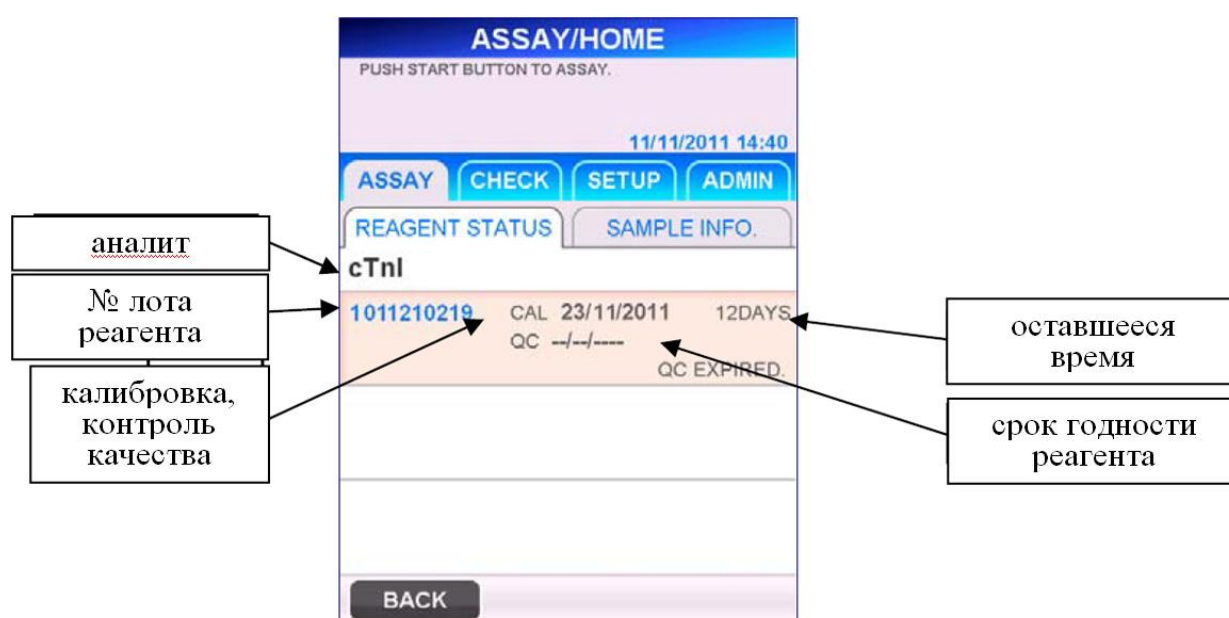 ASSAY/HOME
PUSH START BUTTON TO ASSAY.
11/11/2011 14:40
ASSAY CHECK SETUP ADMIN
REAGENT STATUS SAMPLE INFO.
cTnI
1011210219 CAL 23/11/2011 12DAYS
QC --/--/----
QC EXPIRED.
BACK
аналит
№ лота
реагента
калибровка,
контроль
качества
оставшееся
время
срок годности
реагента